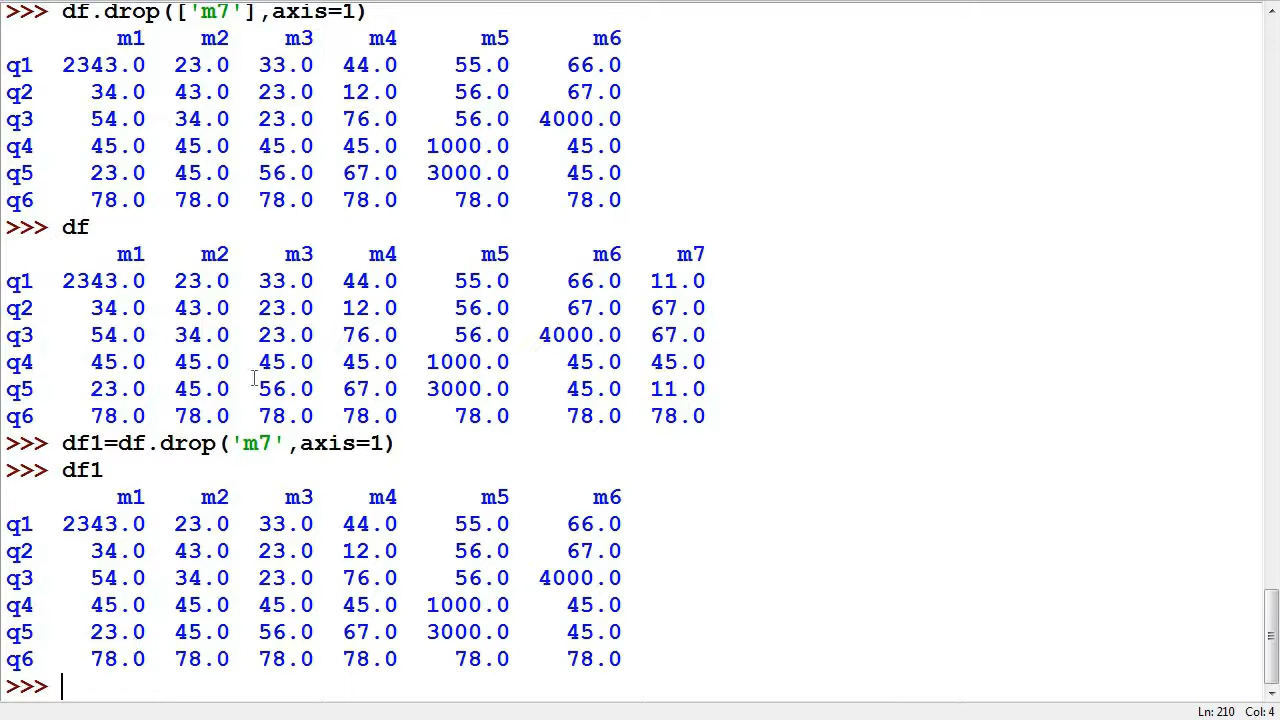 >>> df.drop(['m7'],axis=1)
m1 m2 m3 m4 m5 m6
q1 2343.0 23.0 33.0 44.0 55.0 66.0
q2 34.0 43.0 23.0 12.0 56.0 67.0
q3 54.0 34.0 23.0 76.0 56.0 4000.0
q4 45.0 45.0 45.0 45.0 1000.0 45.0
q5 23.0 45.0 56.0 67.0 3000.0 45.0
q6 78.0 78.0 78.0 78.0 78.0 78.0
>>> df
m1 m2 m3 m4 m5 m6 m7
q1 2343.0 23.0 33.0 44.0 55.0 66.0 11.0
q2 34.0 43.0 23.0 12.0 56.0 67.0 67.0
q3 54.0 34.0 23.0 76.0 56.0 4000.0 67.0
q4 45.0 45.0 45.0 45.0 1000.0 45.0 45.0
q5 23.0 45.0 56.0 67.0 3000.0 45.0 11.0
q6 78.0 78.0 78.0 78.0 78.0 78.0 78.0
>>> df1=df.drop('m7',axis=1)
>>> df1
m1 m2 m3 m4 m5 m6
q1 2343.0 23.0 33.0 44.0 55.0 66.0
q2 34.0 43.0 23.0 12.0 56.0 67.0
q3 54.0 34.0 23.0 76.0 56.0 4000.0
q4 45.0 45.0 45.0 45.0 1000.0 45.0
q5 23.0 45.0 56.0 67.0 3000.0 45.0
q6 78.0 78.0 78.0 78.0 78.0 78.0
>>>
Ln: 210 Col: 4